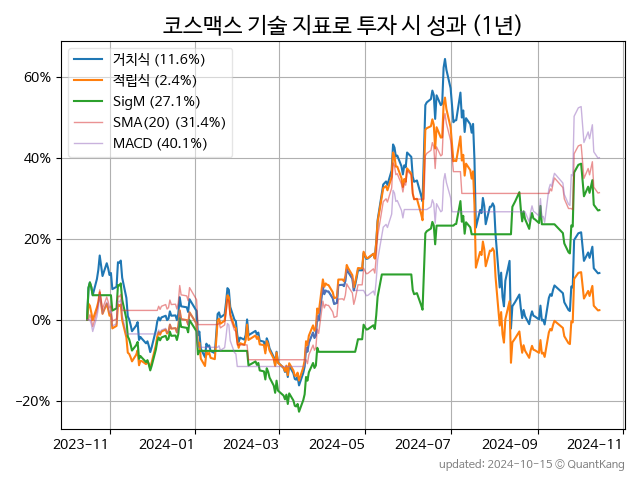 코스맥스 기술 지표로 투자 시 성과 (1년)
거치식 (11.6%)
적립식 (2.4%)
SigM (27.1%)
SMA(20) (31.4%)
MACD (40.1%)
60%
40%
20%
0%
−20%
2023-11 2024-01 2024-03 2024-05 2024-07 2024-09 2024-11
updated: 2024-10-15 © QuantKang